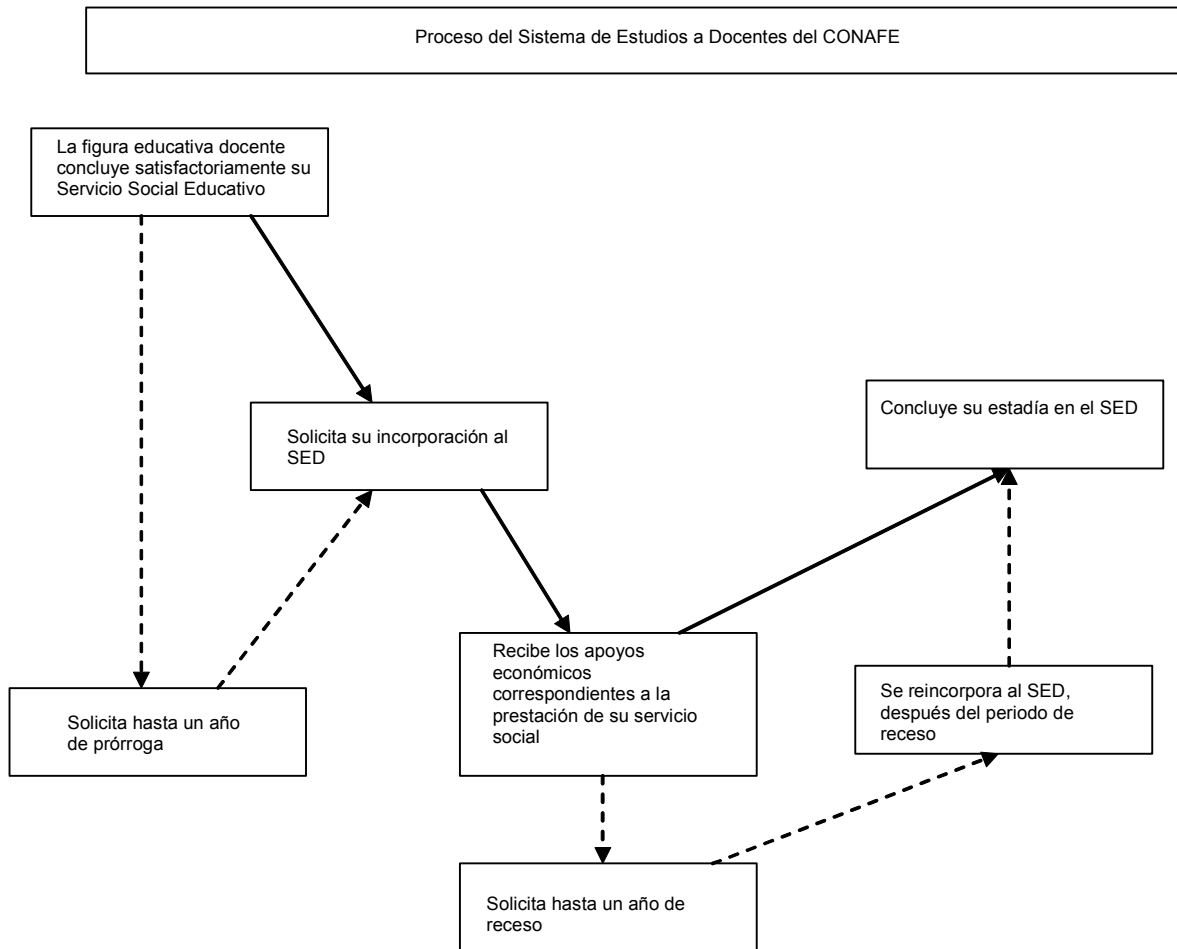 Proceso del Sistema de Estudios a Docentes del CONAFE
La figura educativa docente
concluye satisfactoriamente su
Servicio Social Educativo
Solicita su incorporación al
SED
Concluye su estadía en el SED
Solicita hasta un año
de prórroga
Recibe los apoyos
económicos
correspondientes a la
prestación de su servicio
social
Se reincorpora al SED,
después del periodo de
receso
Solicita hasta un año de
receso